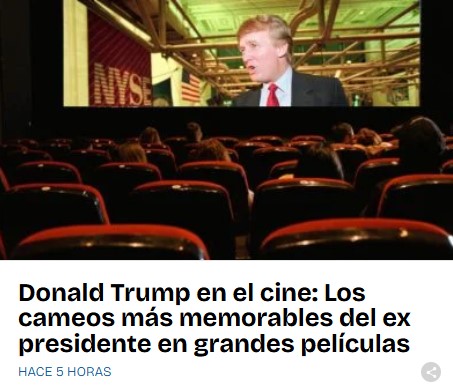 NYSE
Donald Trump en el cine: Los
cameos más memorables del ex
presidente en grandes películas
HACE 5 HORAS